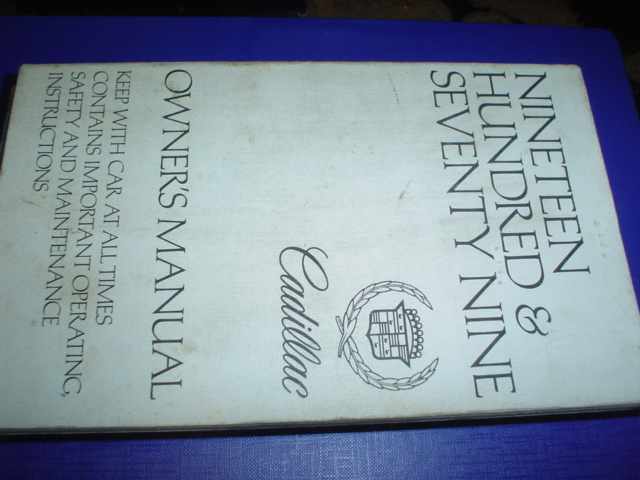 NINETEEN
HUNDRED &
SEVENTY NINE
Cadillac
OWNER'S MANUAL
KEEP WITH CAR AT ALL TIMES
CONTAINS IMPORTANT OPERATING,
SAFETY AND MAINTENANCE
INSTRUCTIONS